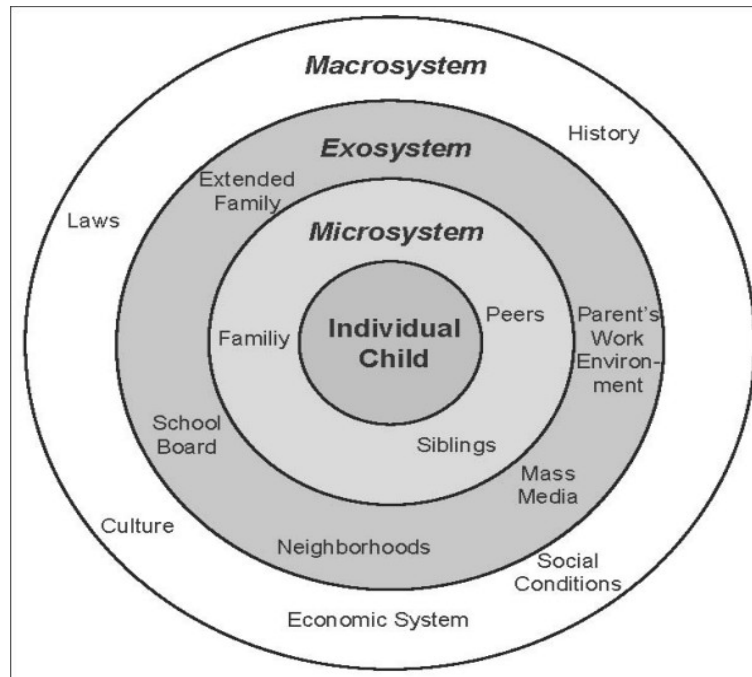 Macrosystem
History
Exosystem
Extended
Family
Laws
Microsystem
Peers
Individual
Child
Familiy
Parent's
Work
Environ-
ment
School
Board
Siblings
Mass
Media
Culture
Neighborhoods
Social
Conditions
Economic System